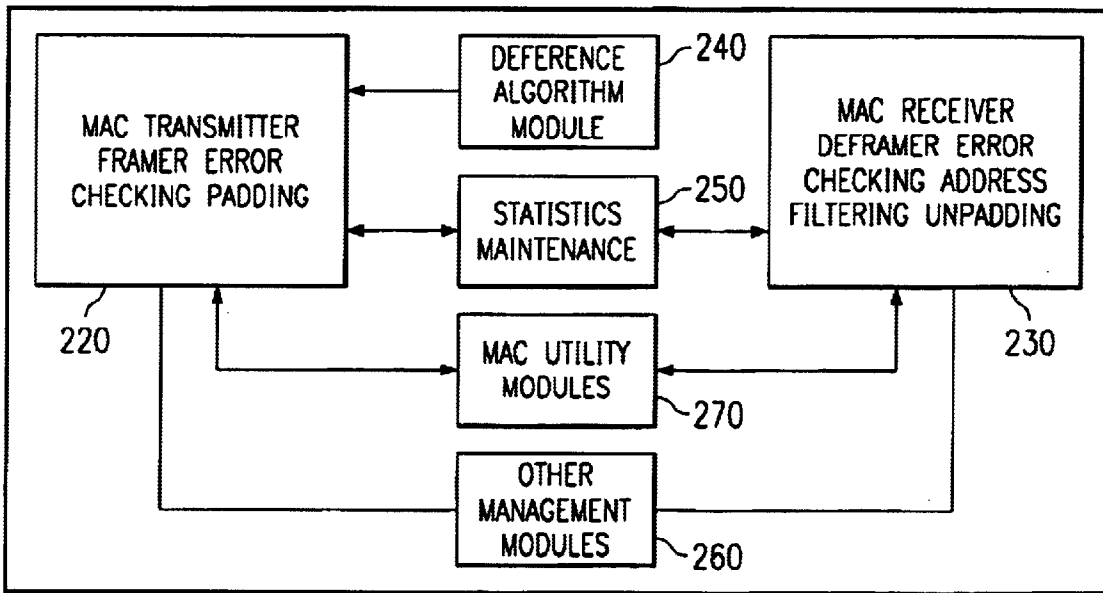 MAC TRANSMITTER
FRAMER ERROR
CHECKING PADDING
220
DEFERENCE
ALGORITHM
MODULE
240
STATISTICS
MAINTENANCE
250
MAC UTILITY
MODULES
270
OTHER
MANAGEMENT
MODULES
260
MAC RECEIVER
DEFRAMER ERROR
CHECKING ADDRESS
FILTERING UNPADDING
230